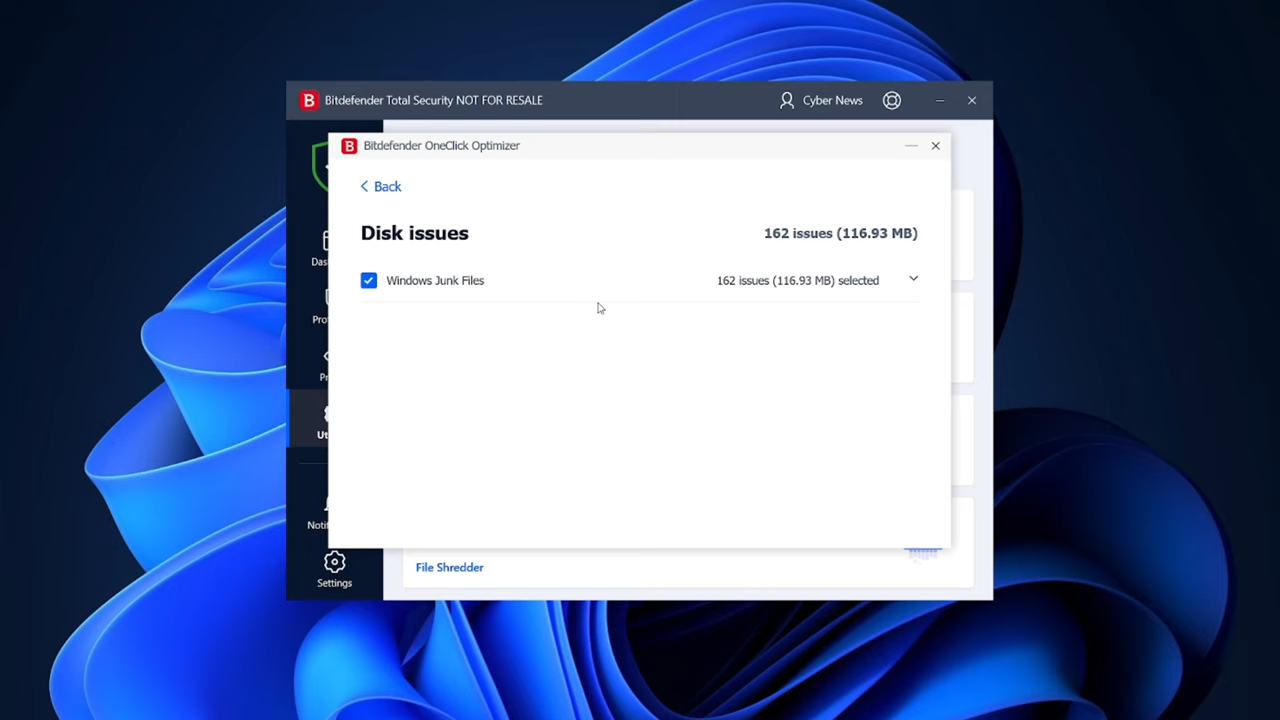 Bitdefender Total Security NOT FOR RESALE
Cyber News
Bitdefender OneClick Optimizer
Back
Disk issues
162 issues (116.93 MB)
Windows Junk Files
162 issues (116.93 MB) selected
Settings
File Shredder